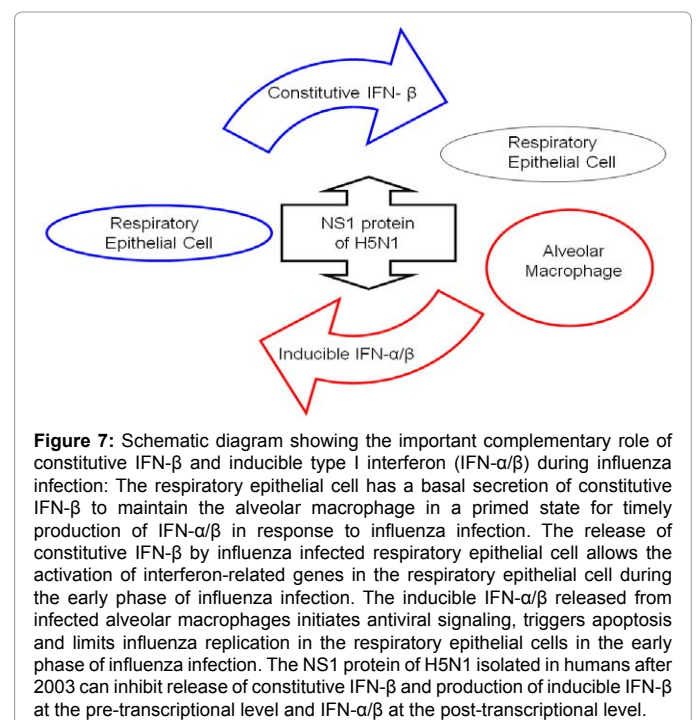 Constitutive IFN- β
Respiratory
Epithelial Cell
Respiratory
Epithelial Cell
NS1 protein
of H5N1
Alveolar
Macrophage
Inducible IFN-α/β
Figure 7: Schematic diagram showing the important complementary role of
constitutive IFN-β and inducible type I interferon (IFN-α/β) during influenza
infection: The respiratory epithelial cell has a basal secretion of constitutive
IFN-β to maintain the alveolar macrophage in a primed state for timely
production of IFN-α/β in response to influenza infection. The release of
constitutive IFN-β by influenza infected respiratory epithelial cell allows the
activation of interferon-related genes in the respiratory epithelial cell during
the early phase of influenza infection. The inducible IFN-α/β released from
infected alveolar macrophages initiates antiviral signaling, triggers apoptosis
and limits influenza replication in the respiratory epithelial cells in the early
phase of influenza infection. The NS1 protein of H5N1 isolated in humans after
2003 can inhibit release of constitutive IFN-β and production of inducible IFN-β
at the pre-transcriptional level and IFN-α/β at the post-transcriptional level.